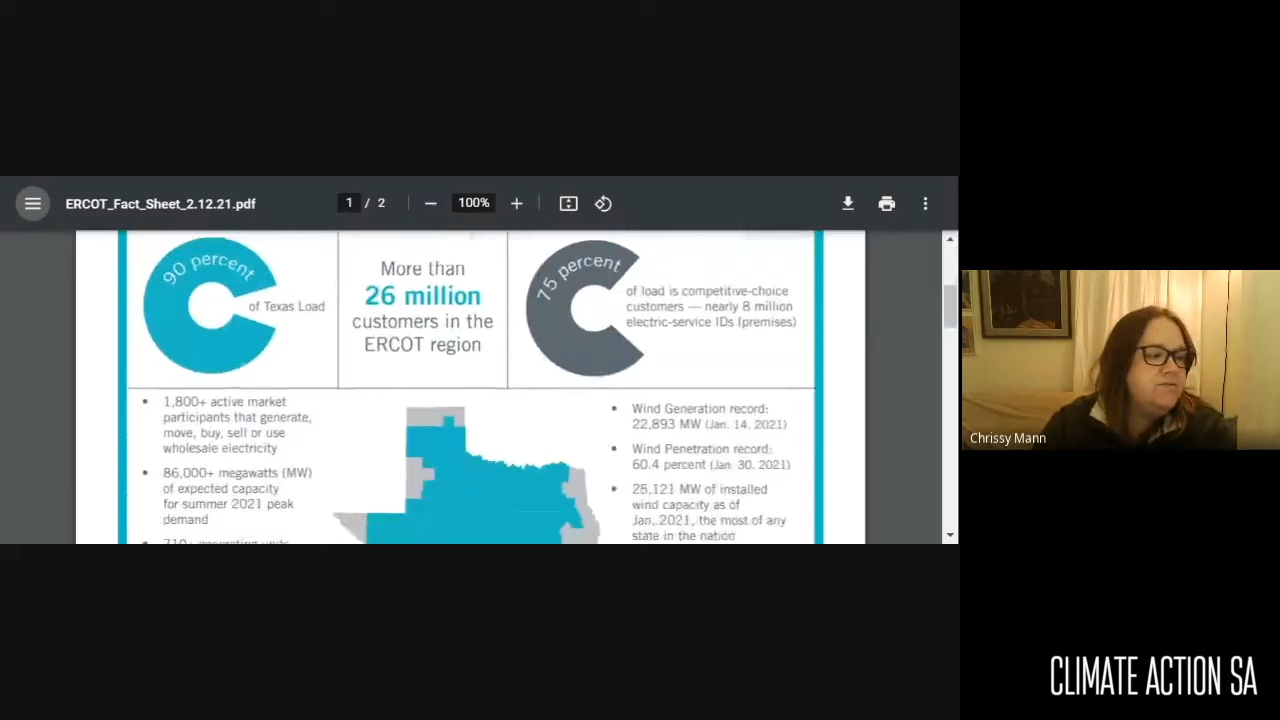 ERCOT_Fact_Sheet_2.12.21.pdf
1 / 2
100%
90 percent
of Texas Load
More than
26 million
customers in the
ERCOT region
75 percent
of load is competitive-choice
customers — nearly 8 million
electric-service IDs (premises)
• 1,800+ active market
participants that generate,
move, buy, sell or use
wholesale electricity
• 86,000+ megawatts (MW)
of expected capacity
for summer 2021 peak
demand
710+ generating units
• Wind Generation record:
22,893 MW (Jan. 14, 2021)
• Wind Penetration record:
60.4 percent (Jan. 30, 2021)
• 25,121 MW of installed
wind capacity as of
Jan. 2021, the most of any
state in the nation
Chrissy Mann
CLIMATE ACTION SA